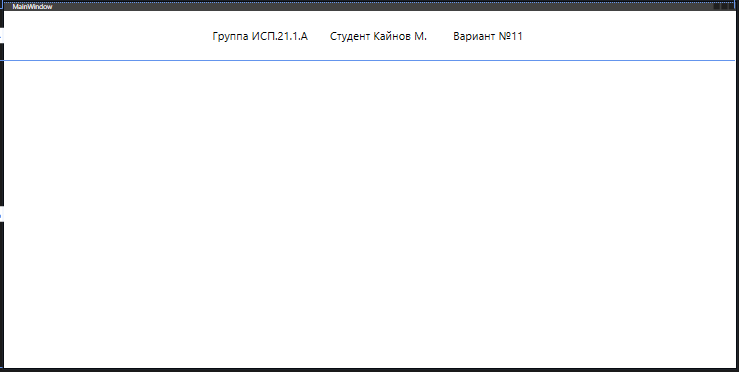 MainWindow
Группа ИСП.21.1.А Студент Кайнов М. Вариант №11